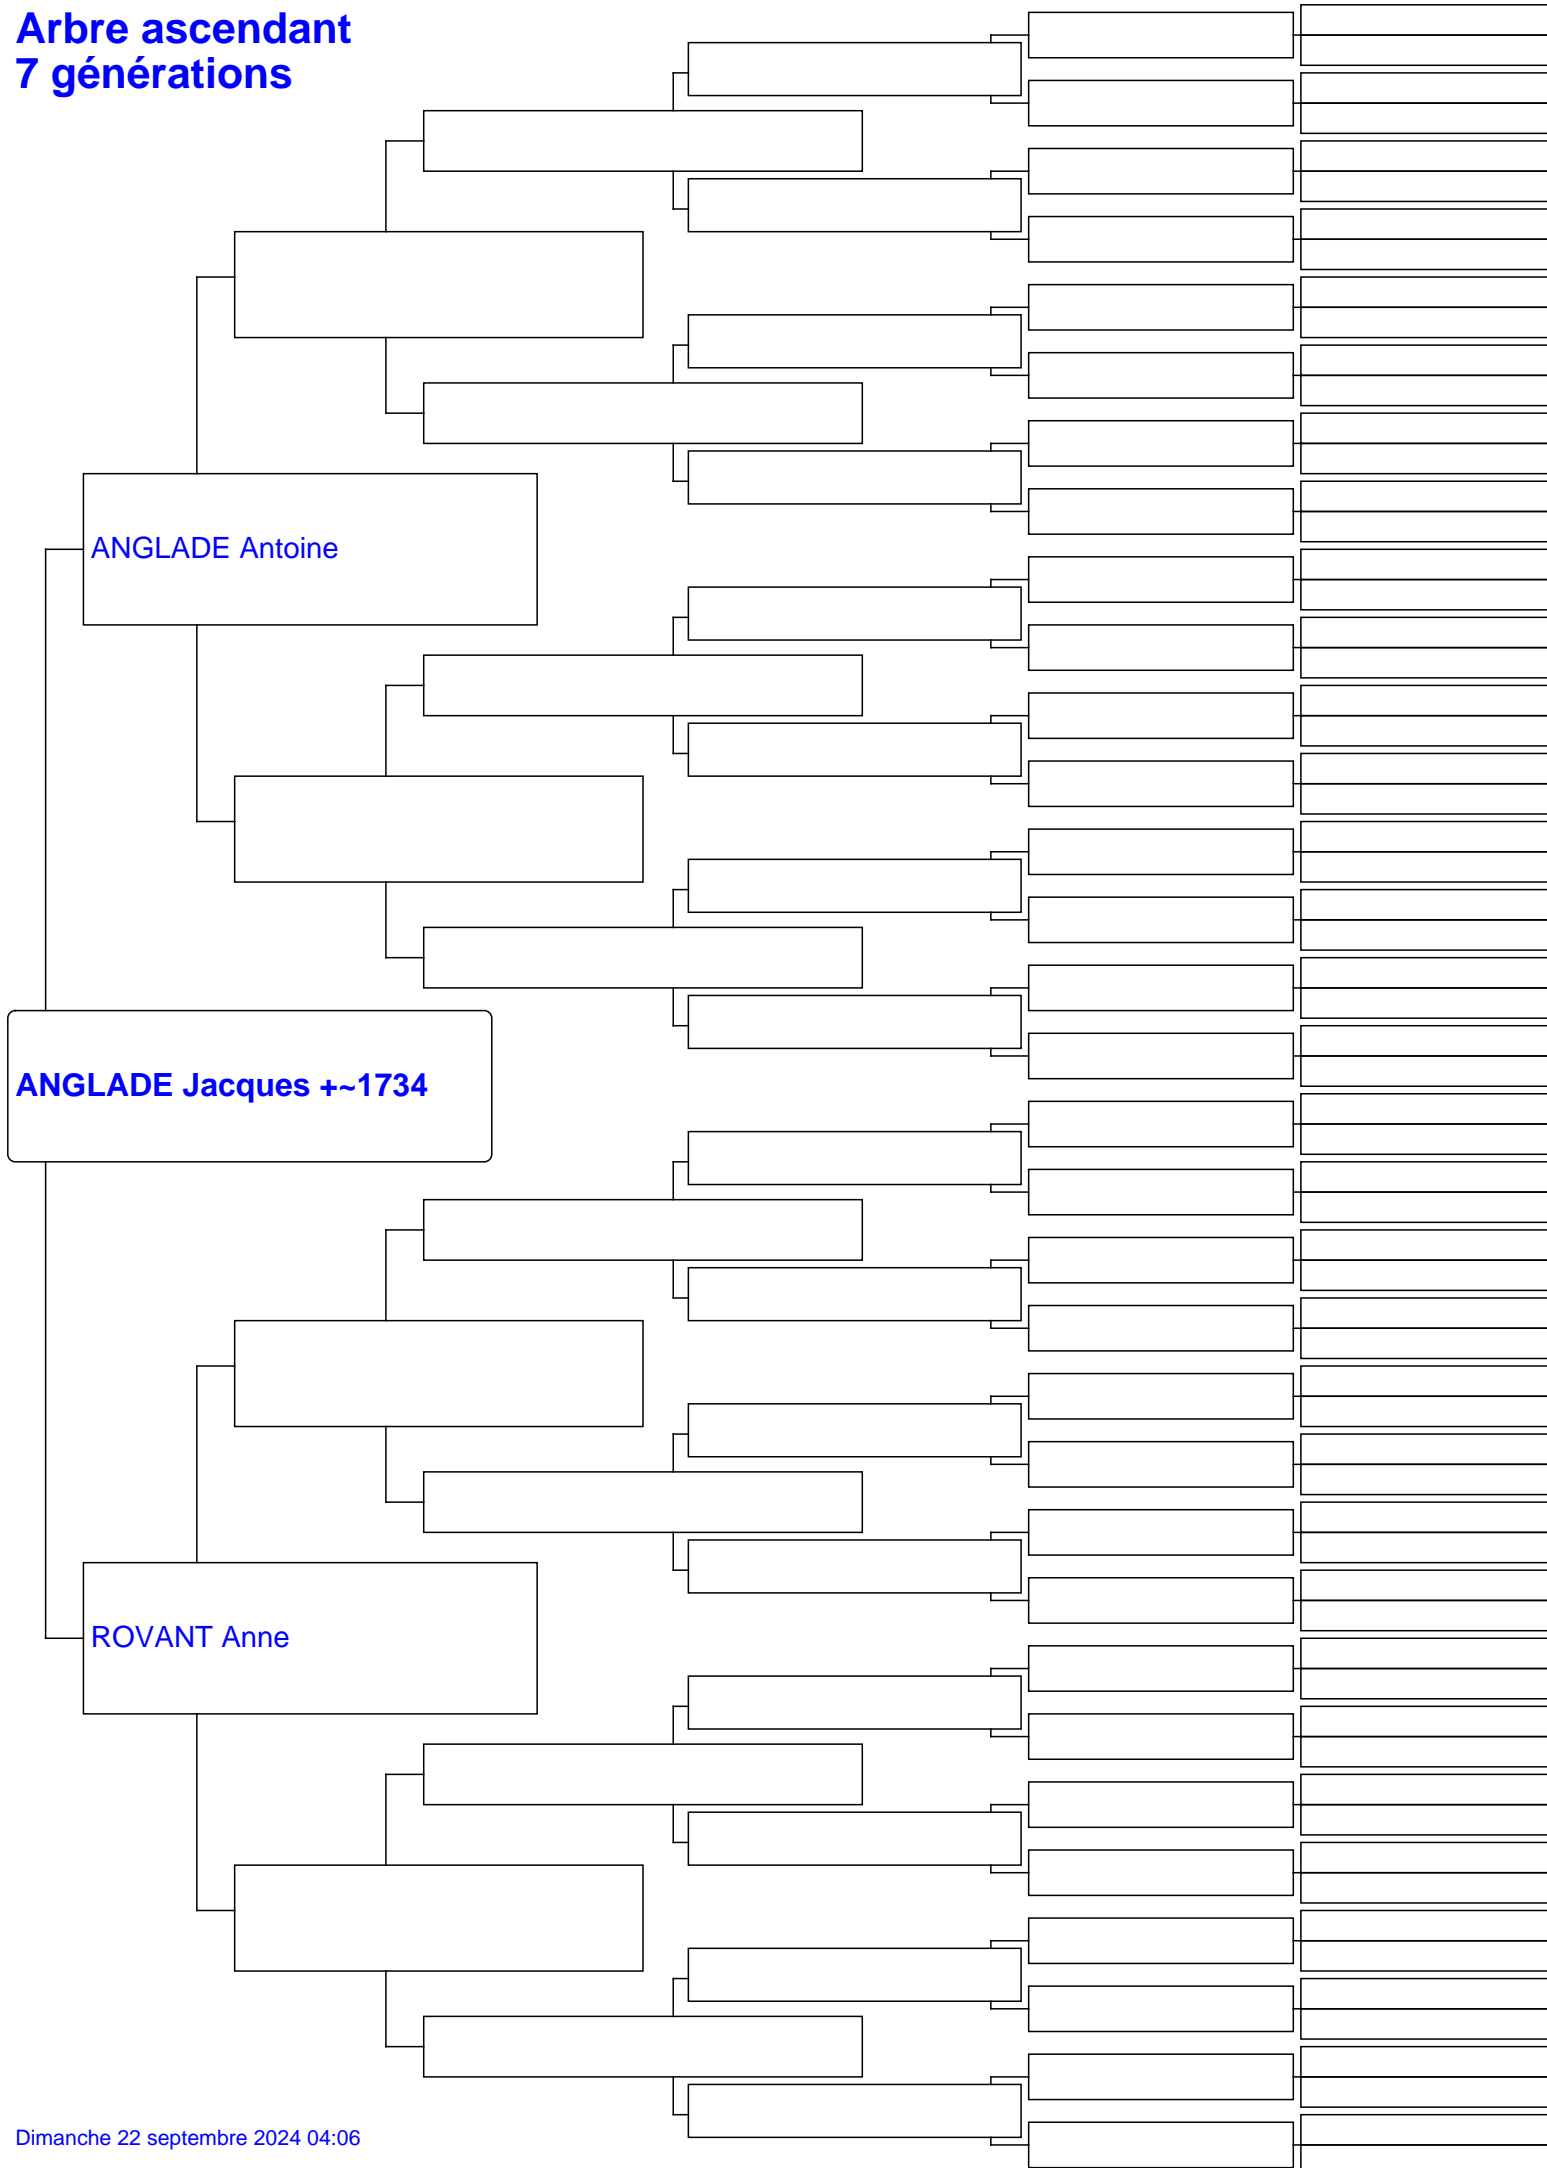 Arbre ascendant
7 générations
ANGLADE Antoine
ANGLADE Jacques +~1734
ROVANT Anne
Dimanche 22 septembre 2024 04:06